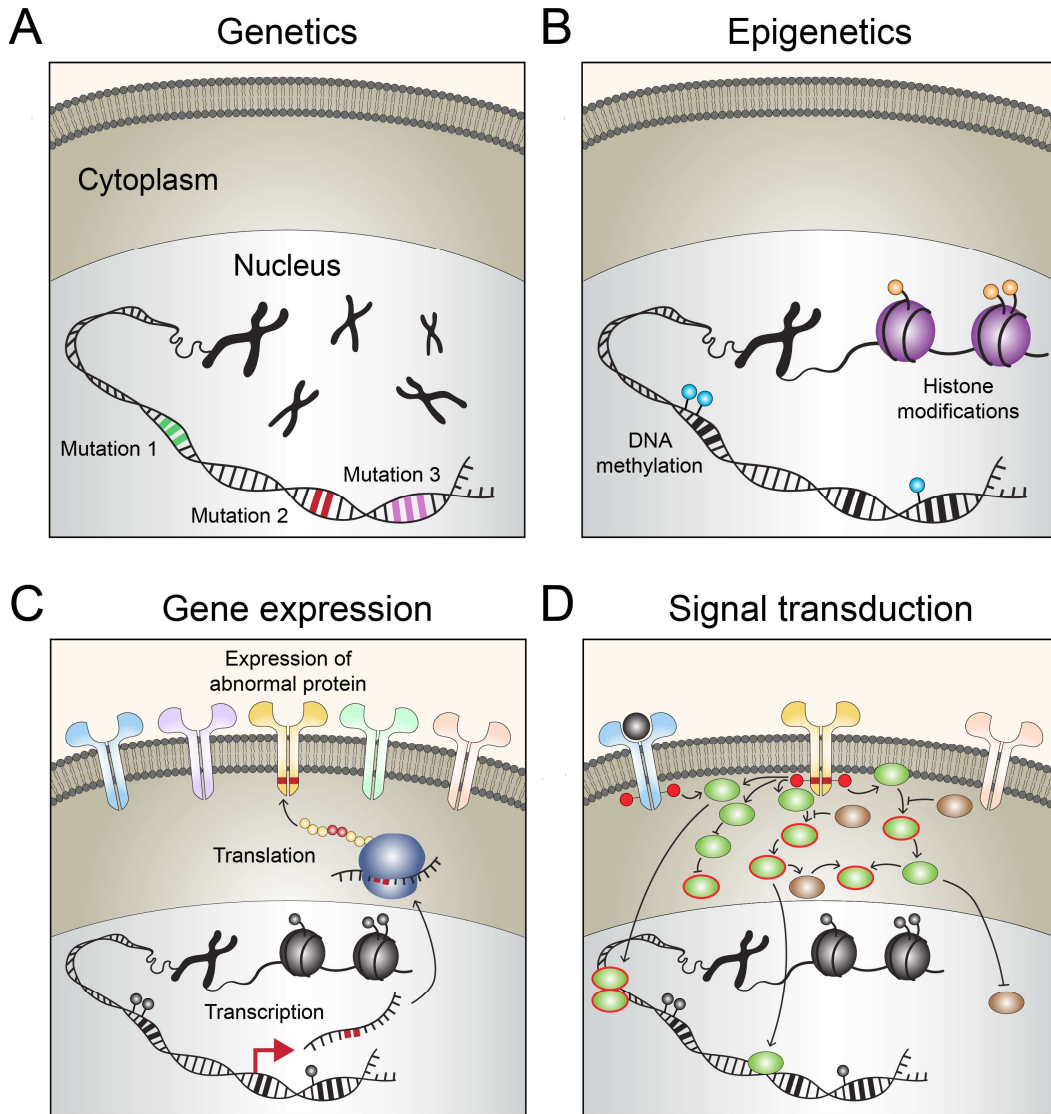 A
Genetics
Cytoplasm
Nucleus
Mutation 1
Mutation 2
Mutation 3
B
Epigenetics
Histone
modifications
DNA
methylation
C
Gene expression
Expression of
abnormal protein
Translation
Transcription
D
Signal transduction